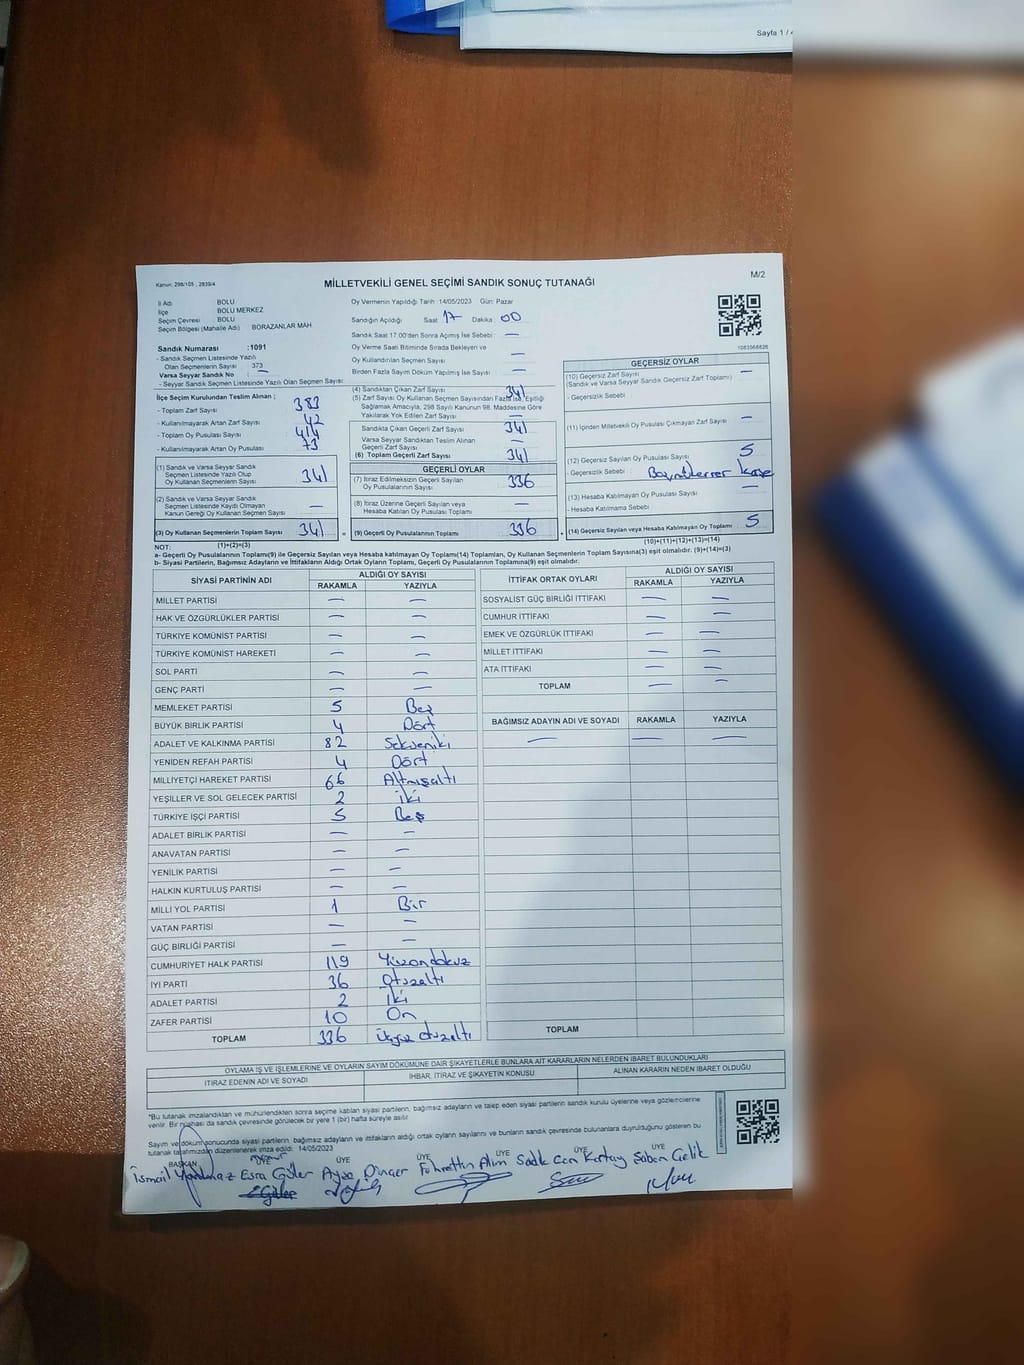 Sayfa 1 /
Kanun: 298/105 , 2839/4
MİLLETVEKİLİ GENEL SEÇİMİ SANDIK SONUÇ TUTANAĞI
M/2
İl Adı BOLU
İlçe BOLU MERKEZ
Seçim Çevresi BOLU
Seçim Bölgesi (Mahalle Adı) BORAZANLAR MAH
Sandık Numarası :1091
- Sandık Seçmen Listesinde Yazılı
Olan Seçmenlerin Sayısı 373
Varsa Seyyar Sandık No : —
- Seyyar Sandık Seçmen Listesinde Yazılı Olan Seçmen Sayısı:
İlçe Seçim Kurulundan Teslim Alınan ;
- Toplam Zarf Sayısı 383
- Kullanılmayarak Artan Zarf Sayısı 42
- Toplam Oy Pusulası Sayısı 414
- Kullanılmayarak Artan Oy Pusulası 73
(1) Sandık ve Varsa Seyyar Sandık
Seçmen Listesinde Yazılı Olup
Oy Kullanan Seçmenlerin Sayısı 341
(2) Sandık ve Varsa Seyyar Sandık
Seçmen Listesinde Kaydı Olmayan
Kanun Gereği Oy Kullanan Seçmen Sayısı —
(3) Oy Kullanan Seçmenlerin Toplam Sayısı 341
(1)+(2)=(3)
Oy Vermenin Yapıldığı Tarih :14/05/2023 Gün: Pazar
Sandığın Açıldığı Saat 17 Dakika 00
Sandık Saat 17:00'den Sonra Açılmış İse Sebebi : —
Oy Verme Saati Bitiminde Sırada Bekleyen ve
Oy Kullandırılan Seçmen Sayısı —
Birden Fazla Sayım Döküm Yapılmış İse Sayısı —
(4) Sandıktan Çıkan Zarf Sayısı 341
(5) Zarf Sayısı Oy Kullanan Seçmen Sayısından Fazla İse, Eşitliği
Sağlamak Amacıyla, 298 Sayılı Kanunun 98. Maddesine Göre
Yakılarak Yok Edilen Zarf Sayısı —
Sandıkta Çıkan Geçerli Zarf Sayısı 341
Varsa Seyyar Sandıktan Teslim Alınan
Geçerli Zarf Sayısı —
(6) Toplam Geçerli Zarf Sayısı 341
GEÇERLİ OYLAR
(7) İtiraz Edilmeksizin Geçerli Sayılan
Oy Pusulalarının Sayısı 336
(8) İtiraz Üzerine Geçerli Sayılan veya
Hesaba Katılan Oy Pusulası Toplamı —
= (9) Geçerli Oy Pusulalarının Toplamı 336 +
1083968826
GEÇERSİZ OYLAR
(10) Geçersiz Zarf Sayısı —
(Sandık ve Varsa Seyyar Sandık Geçersiz Zarf Toplamı)
- Geçersizlik Sebebi :
(11) İçinden Milletvekili Oy Pusulası Çıkmayan Zarf Sayısı —
(12) Geçersiz Sayılan Oy Pusulası Sayısı 5
- Geçersizlik Sebebi :
(13) Hesaba Katılmayan Oy Pusulası Sayısı —
- Hesaba Katılmama Sebebi
(14) Geçersiz Sayılan veya Hesaba Katılmayan Oy Toplamı 5
(10)+(11)+(12)+(13)=(14)
NOT:
a- Geçerli Oy Pusulalarının Toplamı(9) ile Geçersiz Sayılan veya Hesaba katılmayan Oy Toplamı(14) Toplamları, Oy Kullanan Seçmenlerin Toplam Sayısına(3) eşit olmalıdır. (9)+(14)=(3)
b- Siyasi Partilerin, Bağımsız Adayların ve İttifakların Aldığı Ortak Oyların Toplamı, Geçerli Oy Pusulalarının Toplamına(9) eşit olmalıdır.
SİYASİ PARTİNİN ADI ALDIĞI OY SAYISI
RAKAMLA YAZIYLA
MİLLET PARTİSİ — —
HAK VE ÖZGÜRLÜKLER PARTİSİ — —
TÜRKİYE KOMÜNİST PARTİSİ — —
TÜRKİYE KOMÜNİST HAREKETİ — —
SOL PARTİ — —
GENÇ PARTİ — —
MEMLEKET PARTİSİ 5 Beş
BÜYÜK BİRLİK PARTİSİ 4 Dört
ADALET VE KALKINMA PARTİSİ 82 Sekseniki
YENİDEN REFAH PARTİSİ 4 Dört
MİLLİYETÇİ HAREKET PARTİSİ 66 Altmışaltı
YEŞİLLER VE SOL GELECEK PARTİSİ 2 iki
TÜRKİYE İŞÇİ PARTİSİ 5 Beş
ADALET BİRLİK PARTİSİ — —
ANAVATAN PARTİSİ — —
YENİLİK PARTİSİ — —
HALKIN KURTULUŞ PARTİSİ — —
MİLLİ YOL PARTİSİ 1 Bir
VATAN PARTİSİ — —
GÜÇ BİRLİĞİ PARTİSİ — —
CUMHURİYET HALK PARTİSİ 119 Yüzondokuz
İYİ PARTİ 36 Otuzaltı
ADALET PARTİSİ 2 İki
ZAFER PARTİSİ 10 On
TOPLAM 336 üçyüz otuzaltı
İTTİFAK ORTAK OYLARI ALDIĞI OY SAYISI
RAKAMLA YAZIYLA
SOSYALİST GÜÇ BİRLİĞİ İTTİFAKI — —
CUMHUR İTTİFAKI — —
EMEK VE ÖZGÜRLÜK İTTİFAKI — —
MİLLET İTTİFAKI — —
ATA İTTİFAKI — —
TOPLAM — —
BAĞIMSIZ ADAYIN ADI VE SOYADI RAKAMLA YAZIYLA
— — —
TOPLAM
OYLAMA İŞ VE İŞLEMLERİNE VE OYLARIN SAYIM DÖKÜMÜNE DAİR ŞİKAYETLERLE BUNLARA AİT KARARLARIN NELERDEN İBARET BULUNDUKLARI
İTİRAZ EDENİN ADI VE SOYADI İHBAR, İTİRAZ VE ŞİKAYETİN KONUSU ALINAN KARARIN NEDEN İBARET OLDUĞU
*Bu tutanak imzalandıktan ve mühürlendikten sonra seçime katılan siyasi partilerin, bağımsız adayların ve talep eden siyasi partilerin sandık kurulu üyelerine veya gözlemcilerine
verilir. Bir nüshası da sandık çevresinde görülecek bir yere 1 (bir) hafta süreyle asılır.
Sayım ve döküm sonucunda siyasi partilerin, bağımsız adayların ve ittifakların aldığı ortak oyların sayılarını ve bunların sandık çevresinde bulunanlara duyrulduğunu gösteren bu
tutanak tarafımızdan düzenlenerek imza edildi. 14/05/2023
BAŞKAN ÜYE ÜYE ÜYE ÜYE ÜYE
İsmail Yanılmaz Esra Güler Ayşe Dinçer Fahrettin Alim Sadık Can Kartay Şaban Çelik